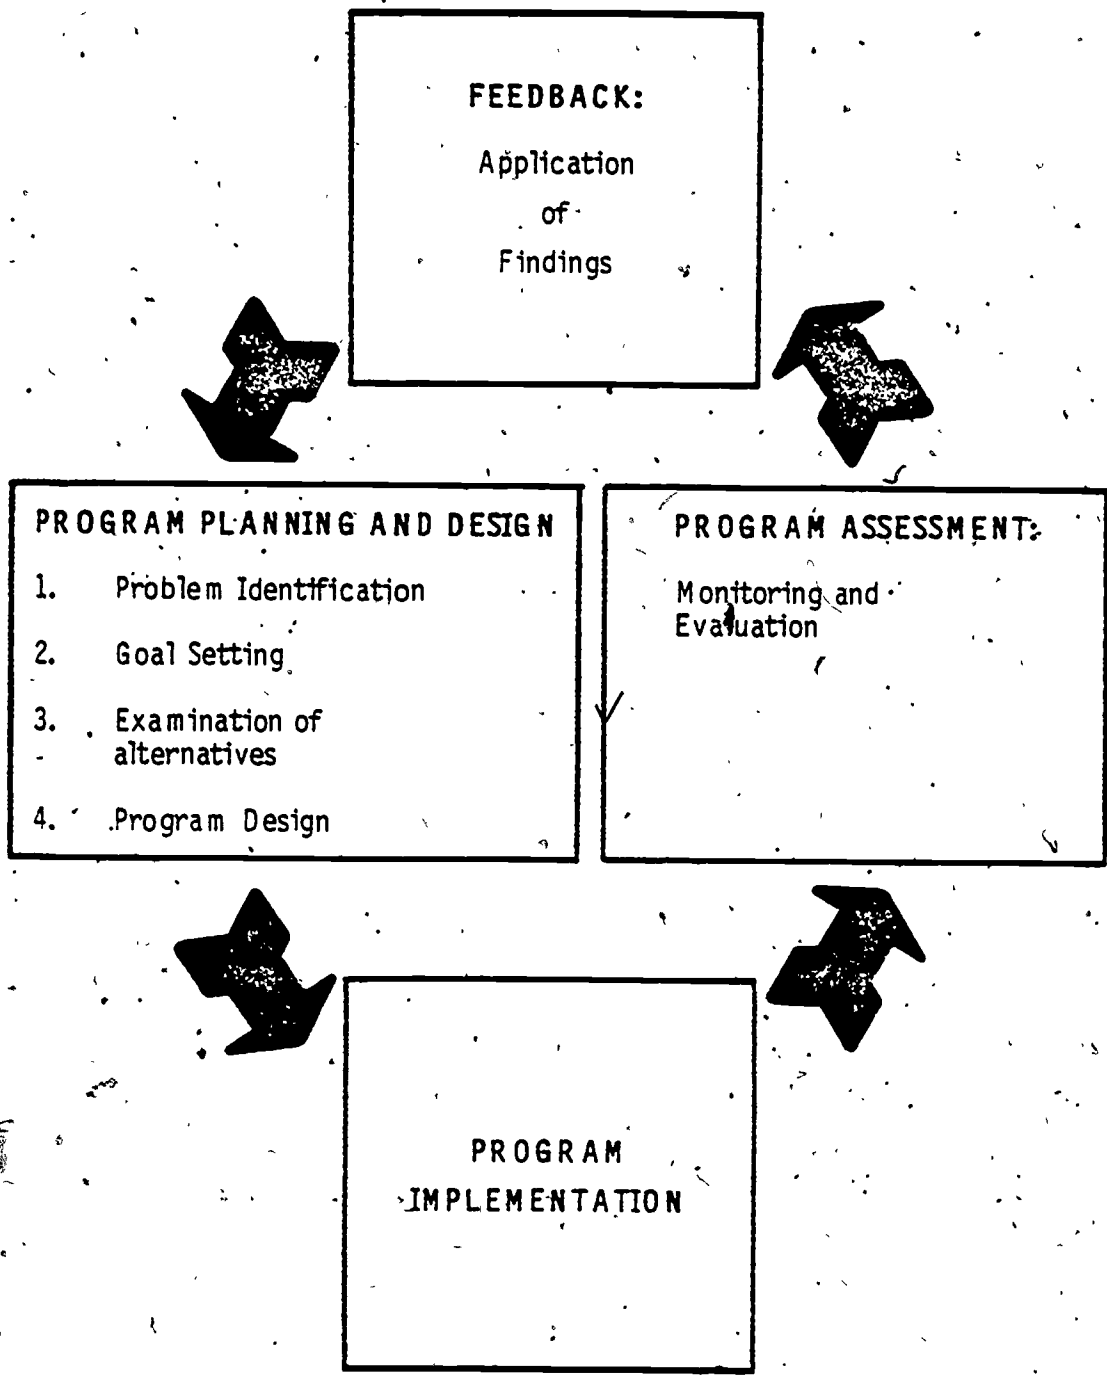 FEEDBACK:
Application
of
Findings
PROGRAM PLANNING AND DESIGN
1. Problem Identification
2. Goal Setting
3. Examination of
alternatives
4. Program Design
PROGRAM ASSESSMENT:
Monitoring and
Evaluation
PROGRAM
IMPLEMENTATION